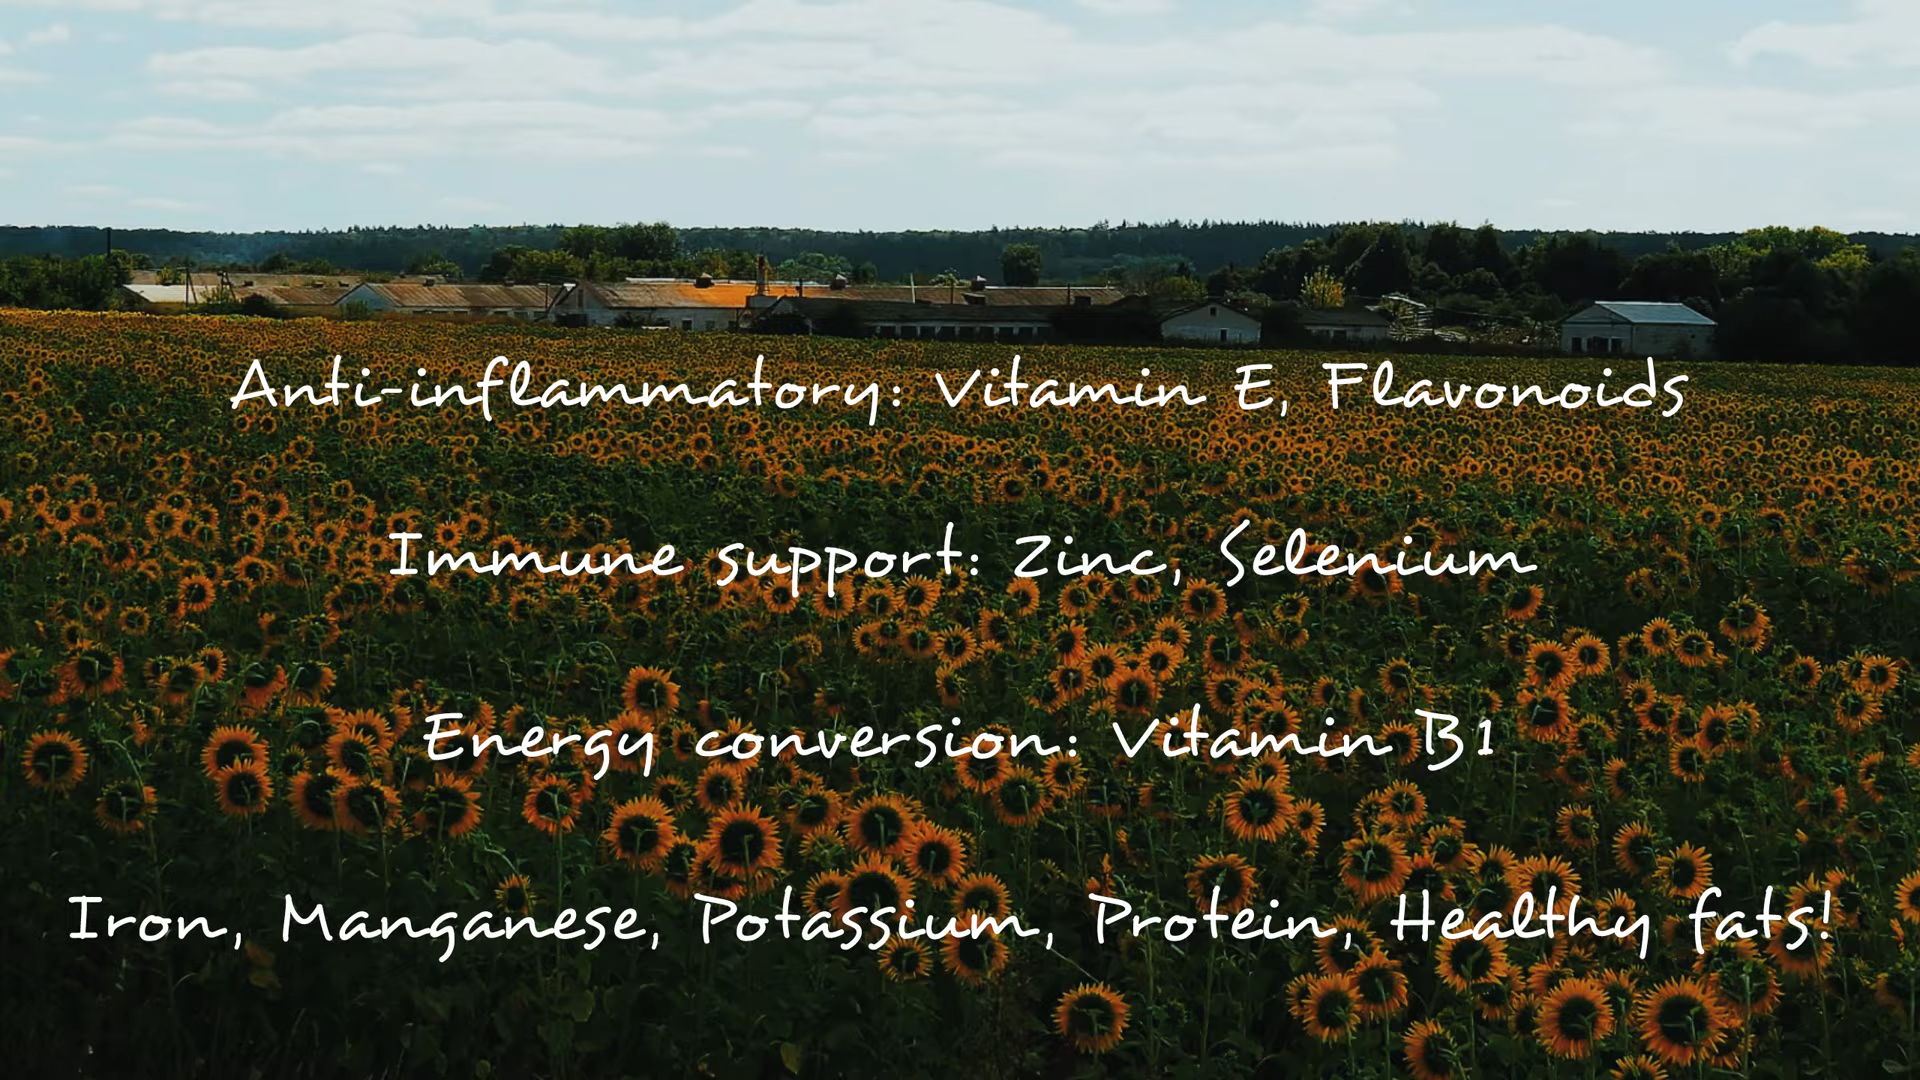 Anti-inflammatory: Vitamin E, Flavonoids
Immune support: Zinc, Selenium
Energy conversion: Vitamin B1
Iron, Manganese, Potassium, Protein, Healthy fats!